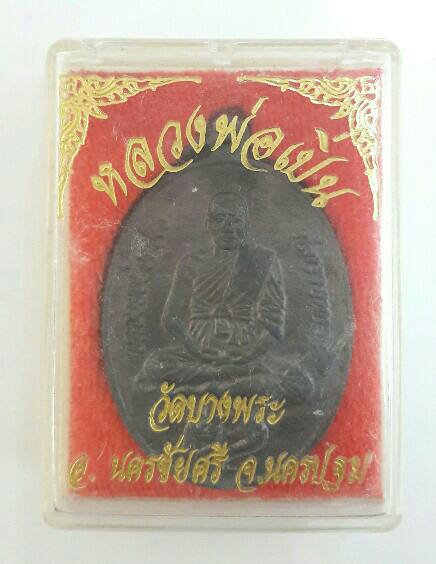 หลวงพ่อเปิ่น
วัดบางพระ
อ. นครชัยศรี จ.นครปฐม